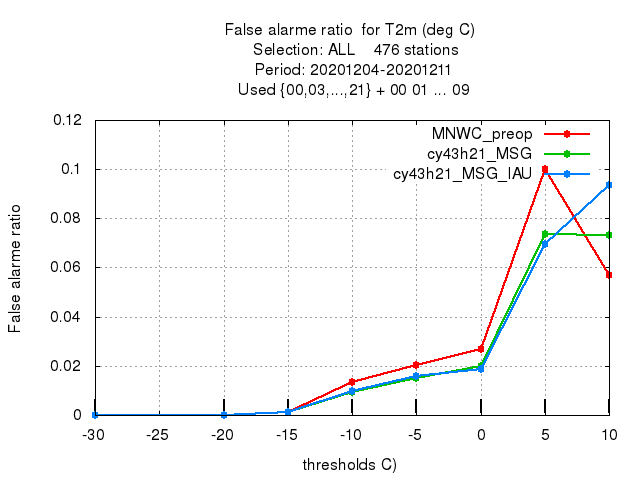 False alarme ratio  for T2m (deg C)
Selection: ALL    476 stations
Period: 20201204-20201211
Used {00,03,...,21} + 00 01 ... 09
False alarme ratio
0.12
0.1
0.08
0.06
0.04
0.02
0
MNWC_preop
cy43h21_MSG
cy43h21_MSG_IAU
-30 -25 -20 -15 -10 -5 0 5 10
thresholds C)